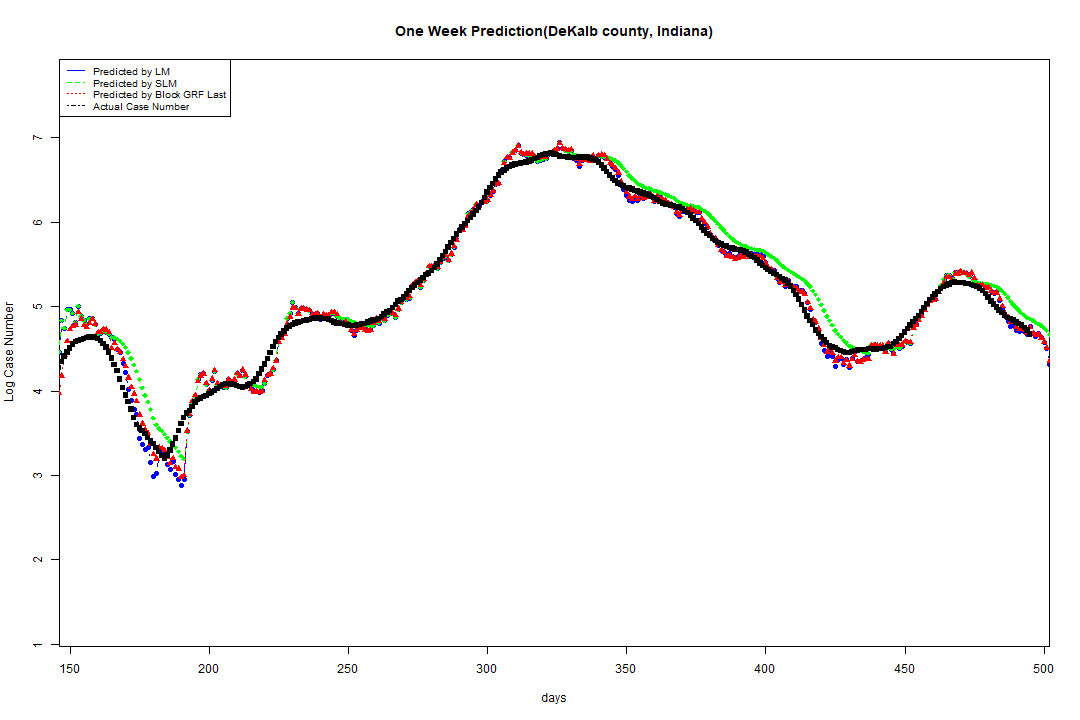 One Week Prediction(DeKalb county, Indiana)
Predicted by LM
Predicted by SLM
Predicted by Block GRF Last
Actual Case Number
7
6
5
4
3
2
1
Log Case Number
150 200 250 300 350 400 450 500
days